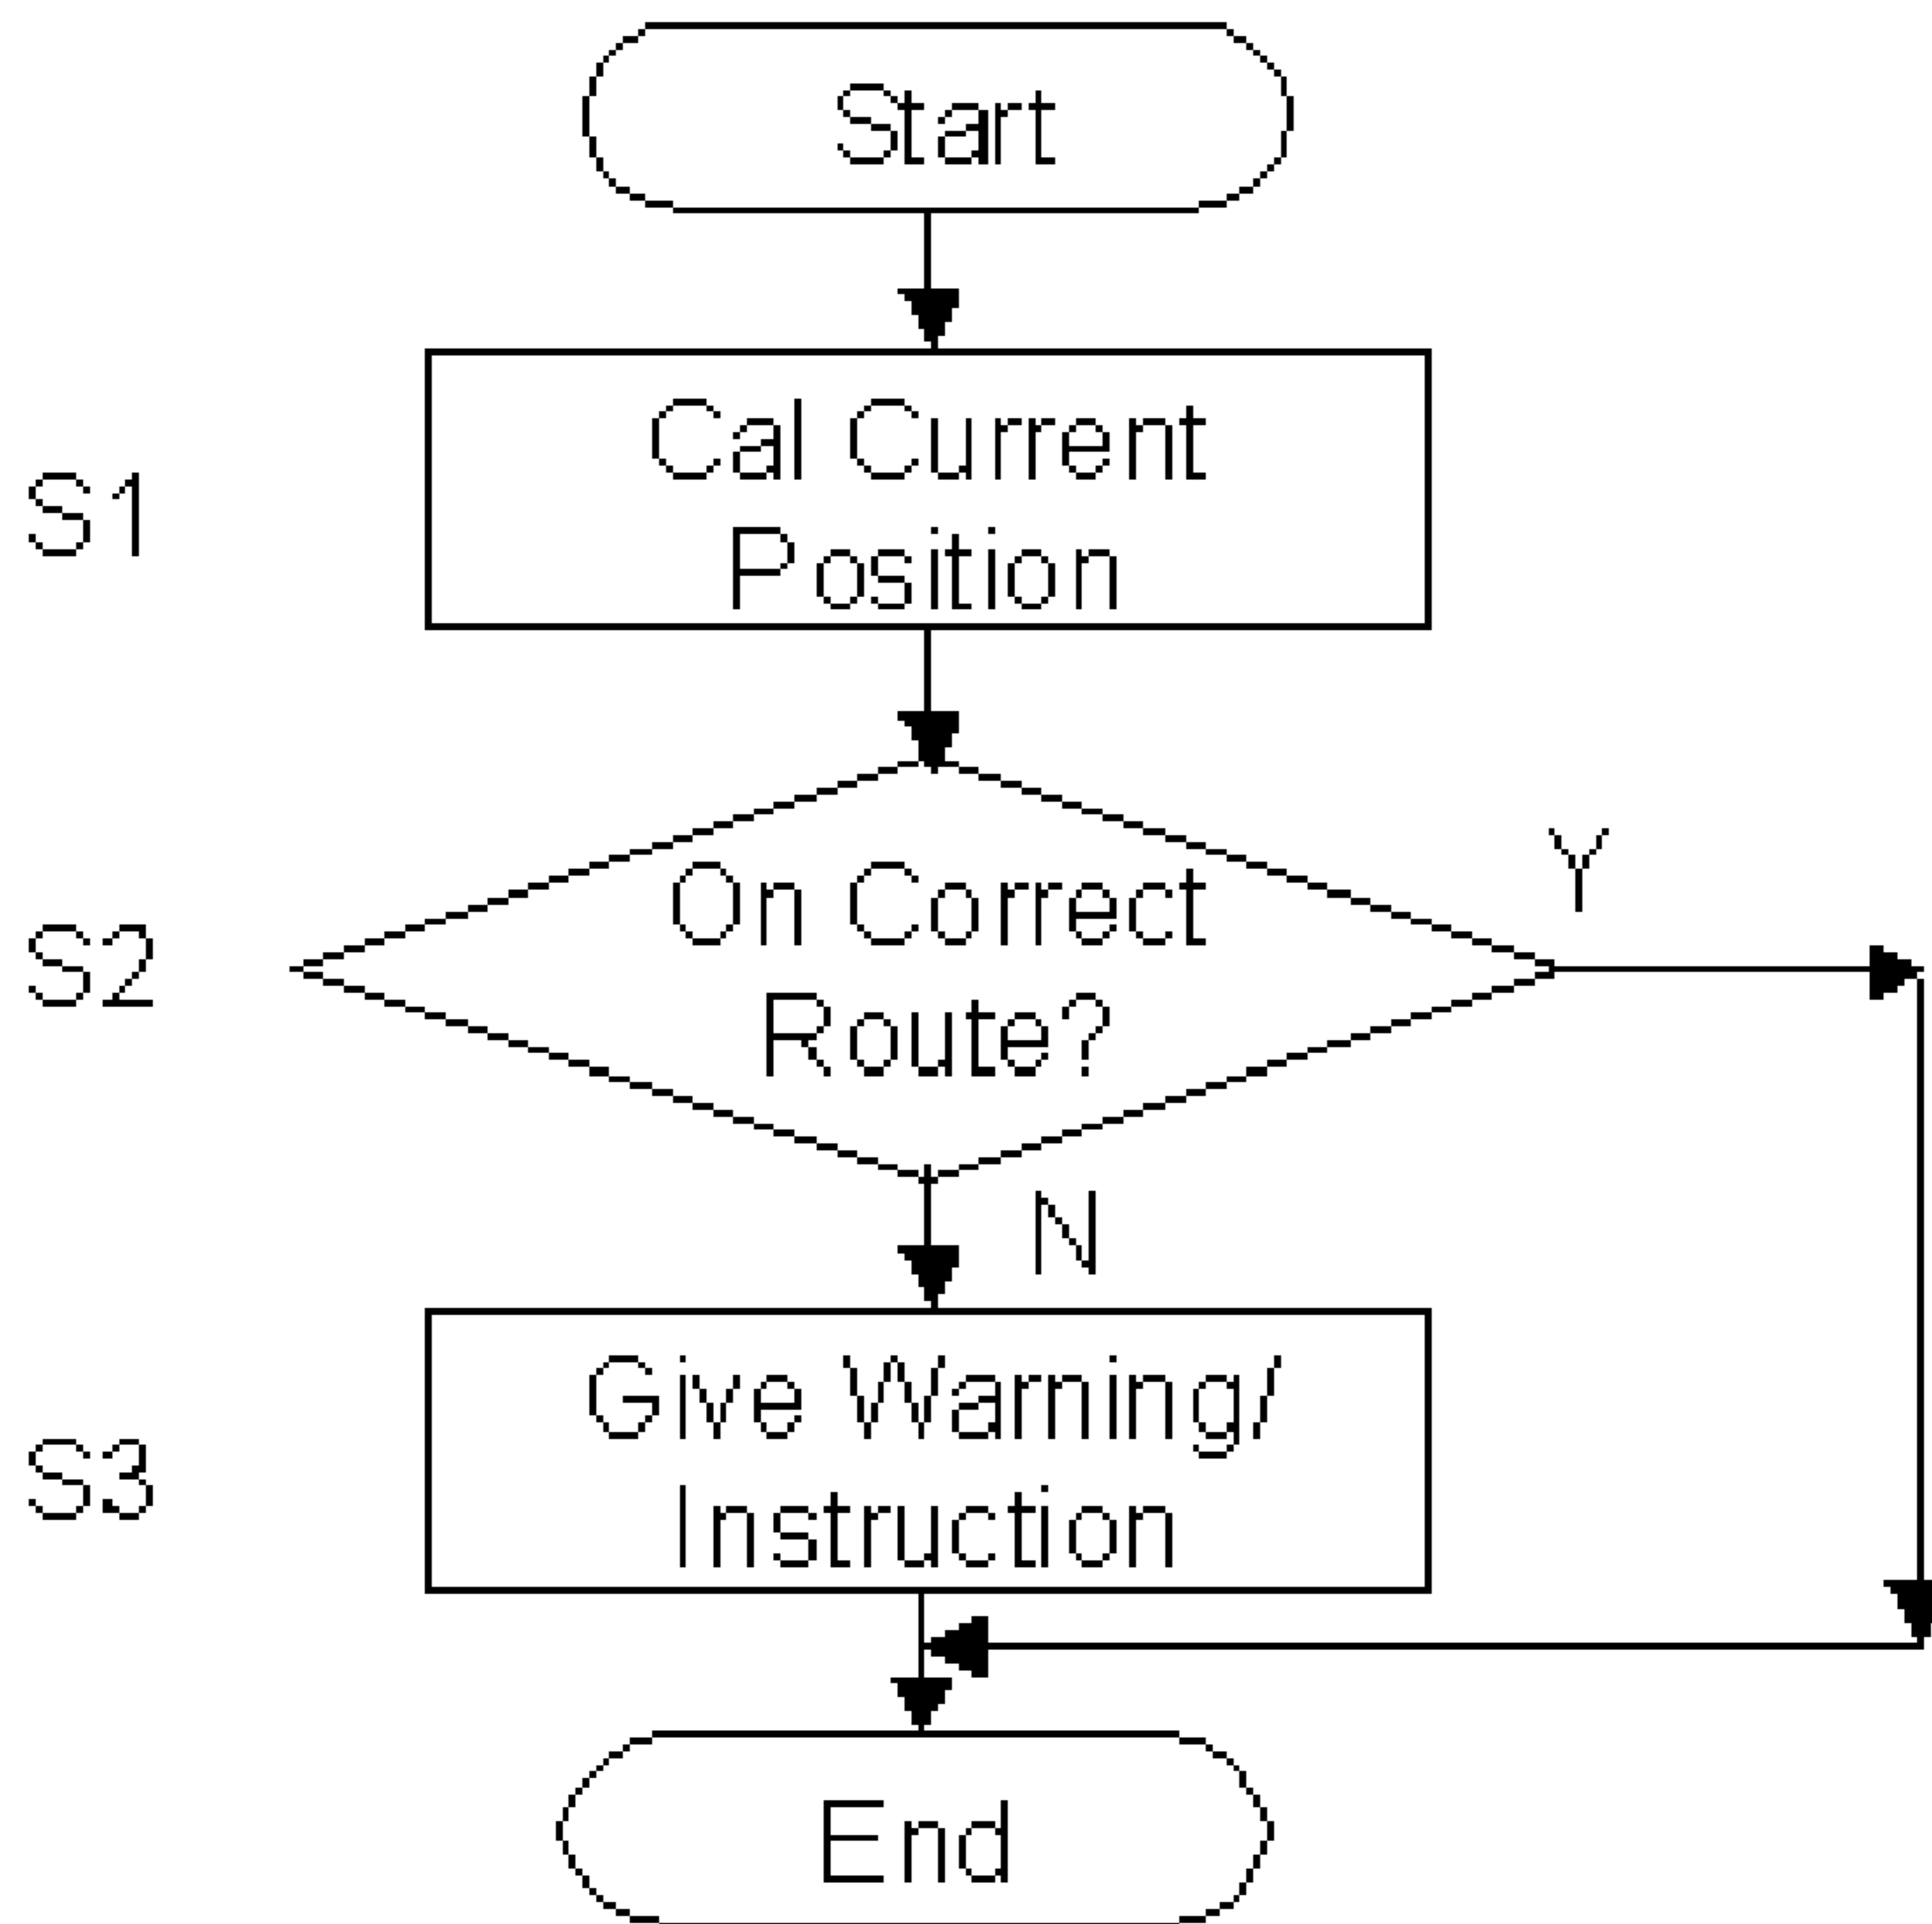 Start
S1
Cal Current
Position
S2
On Correct
Route?
Y
N
S3
Give Warning/
Instruction
End